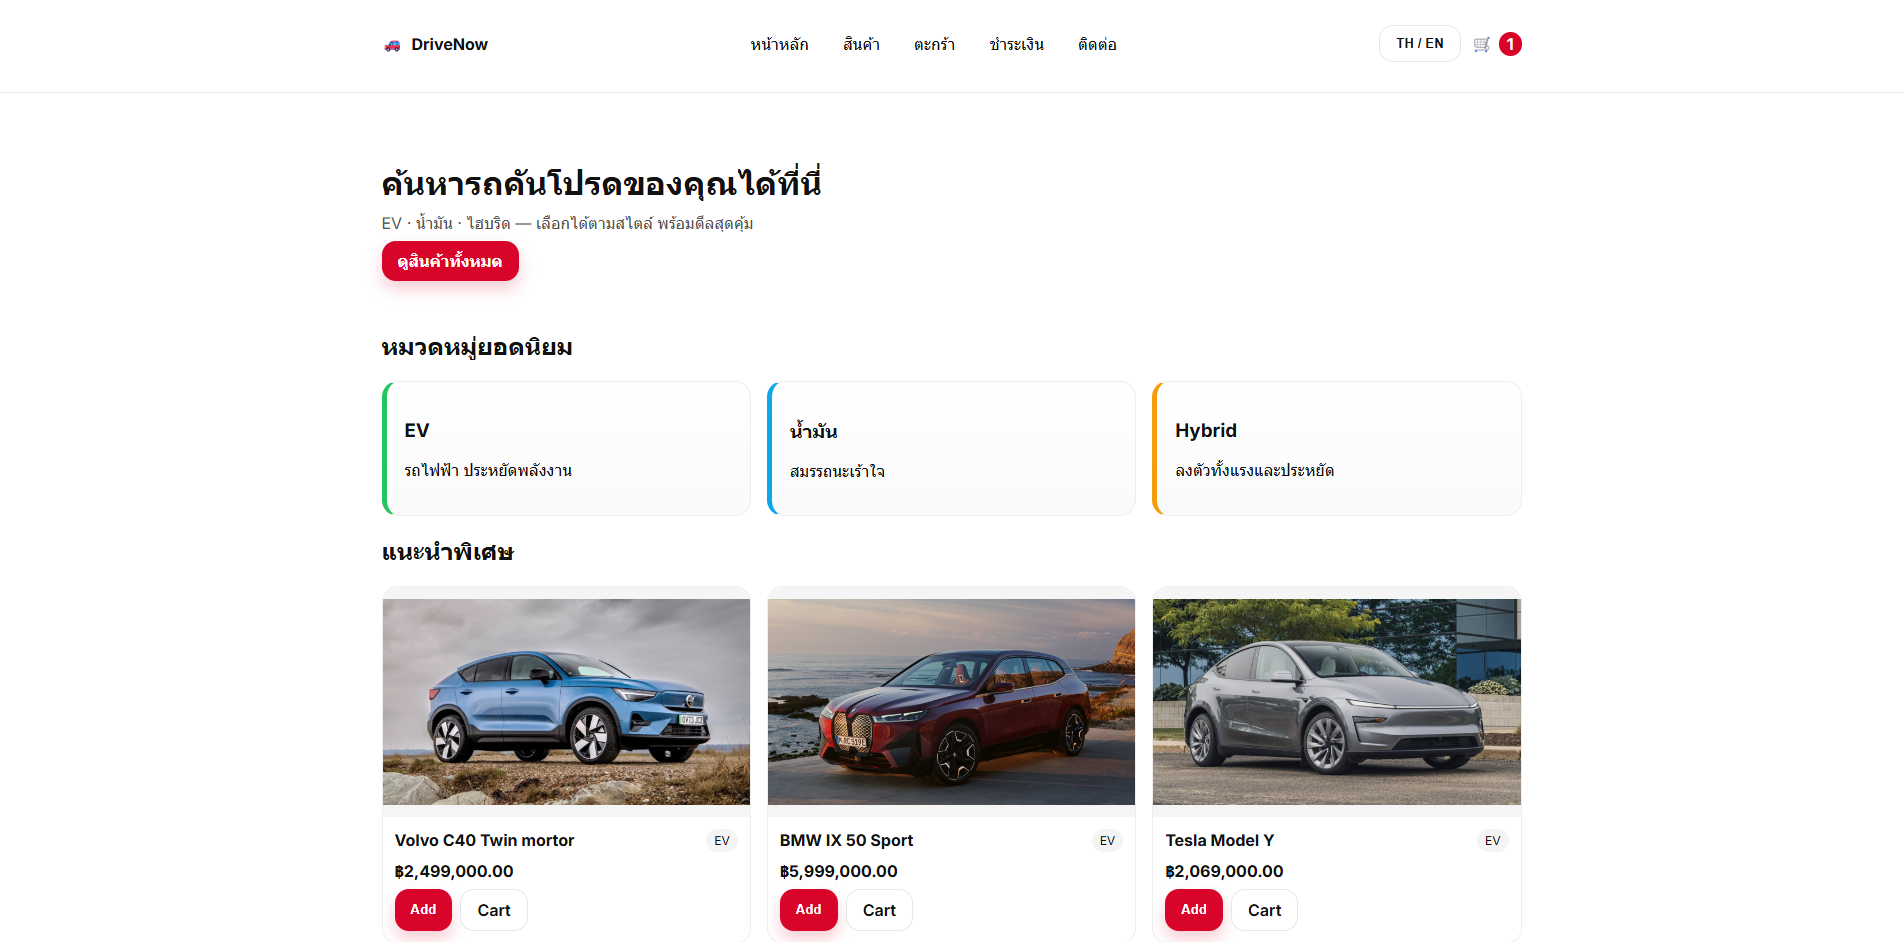 DriveNow
หน้าหลัก สินค้า ตะกร้า ชำระเงิน ติดต่อ
TH / EN
1
ค้นหารถคันโปรดของคุณได้ที่นี่
EV · น้ำมัน · ไฮบริด — เลือกได้ตามสไตล์ พร้อมดีลสุดคุ้ม
ดูสินค้าทั้งหมด
หมวดหมู่ยอดนิยม
EV
รถไฟฟ้า ประหยัดพลังงาน
น้ำมัน
สมรรถนะเร้าใจ
Hybrid
ลงตัวทั้งแรงและประหยัด
แนะนำพิเศษ
Volvo C40 Twin mortor EV
฿2,499,000.00
Add Cart
BMW IX 50 Sport EV
฿5,999,000.00
Add Cart
Tesla Model Y EV
฿2,069,000.00
Add Cart